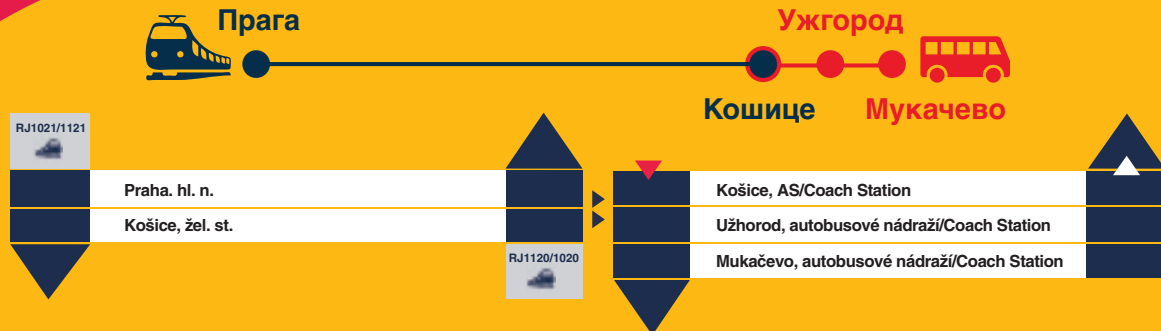 Прага
Ужгород
Кошице
Мукачево
RJ1021/1121
Praha. hl. n.
Košice, žel. st.
RJ1120/1020
Košice, AS/Coach Station
Užhorod, autobusové nádraží/Coach Station
Mukačevo, autobusové nádraží/Coach Station